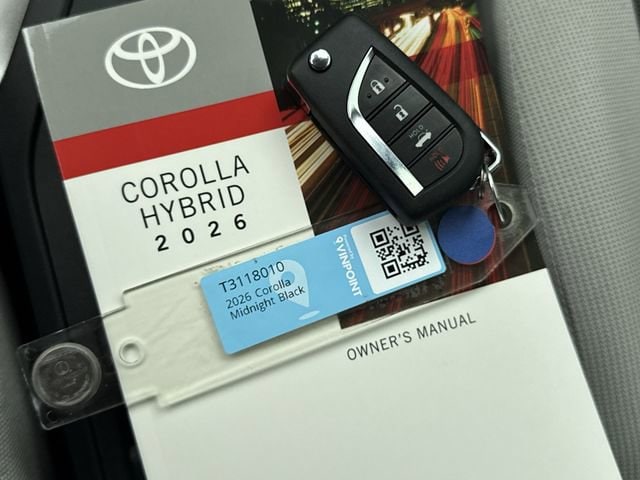 COROLLA
HYBRID
2026
HOLD
T3118010
2026 Corolla
Midnight Black
VINPOINT
OWNER'S MANUAL